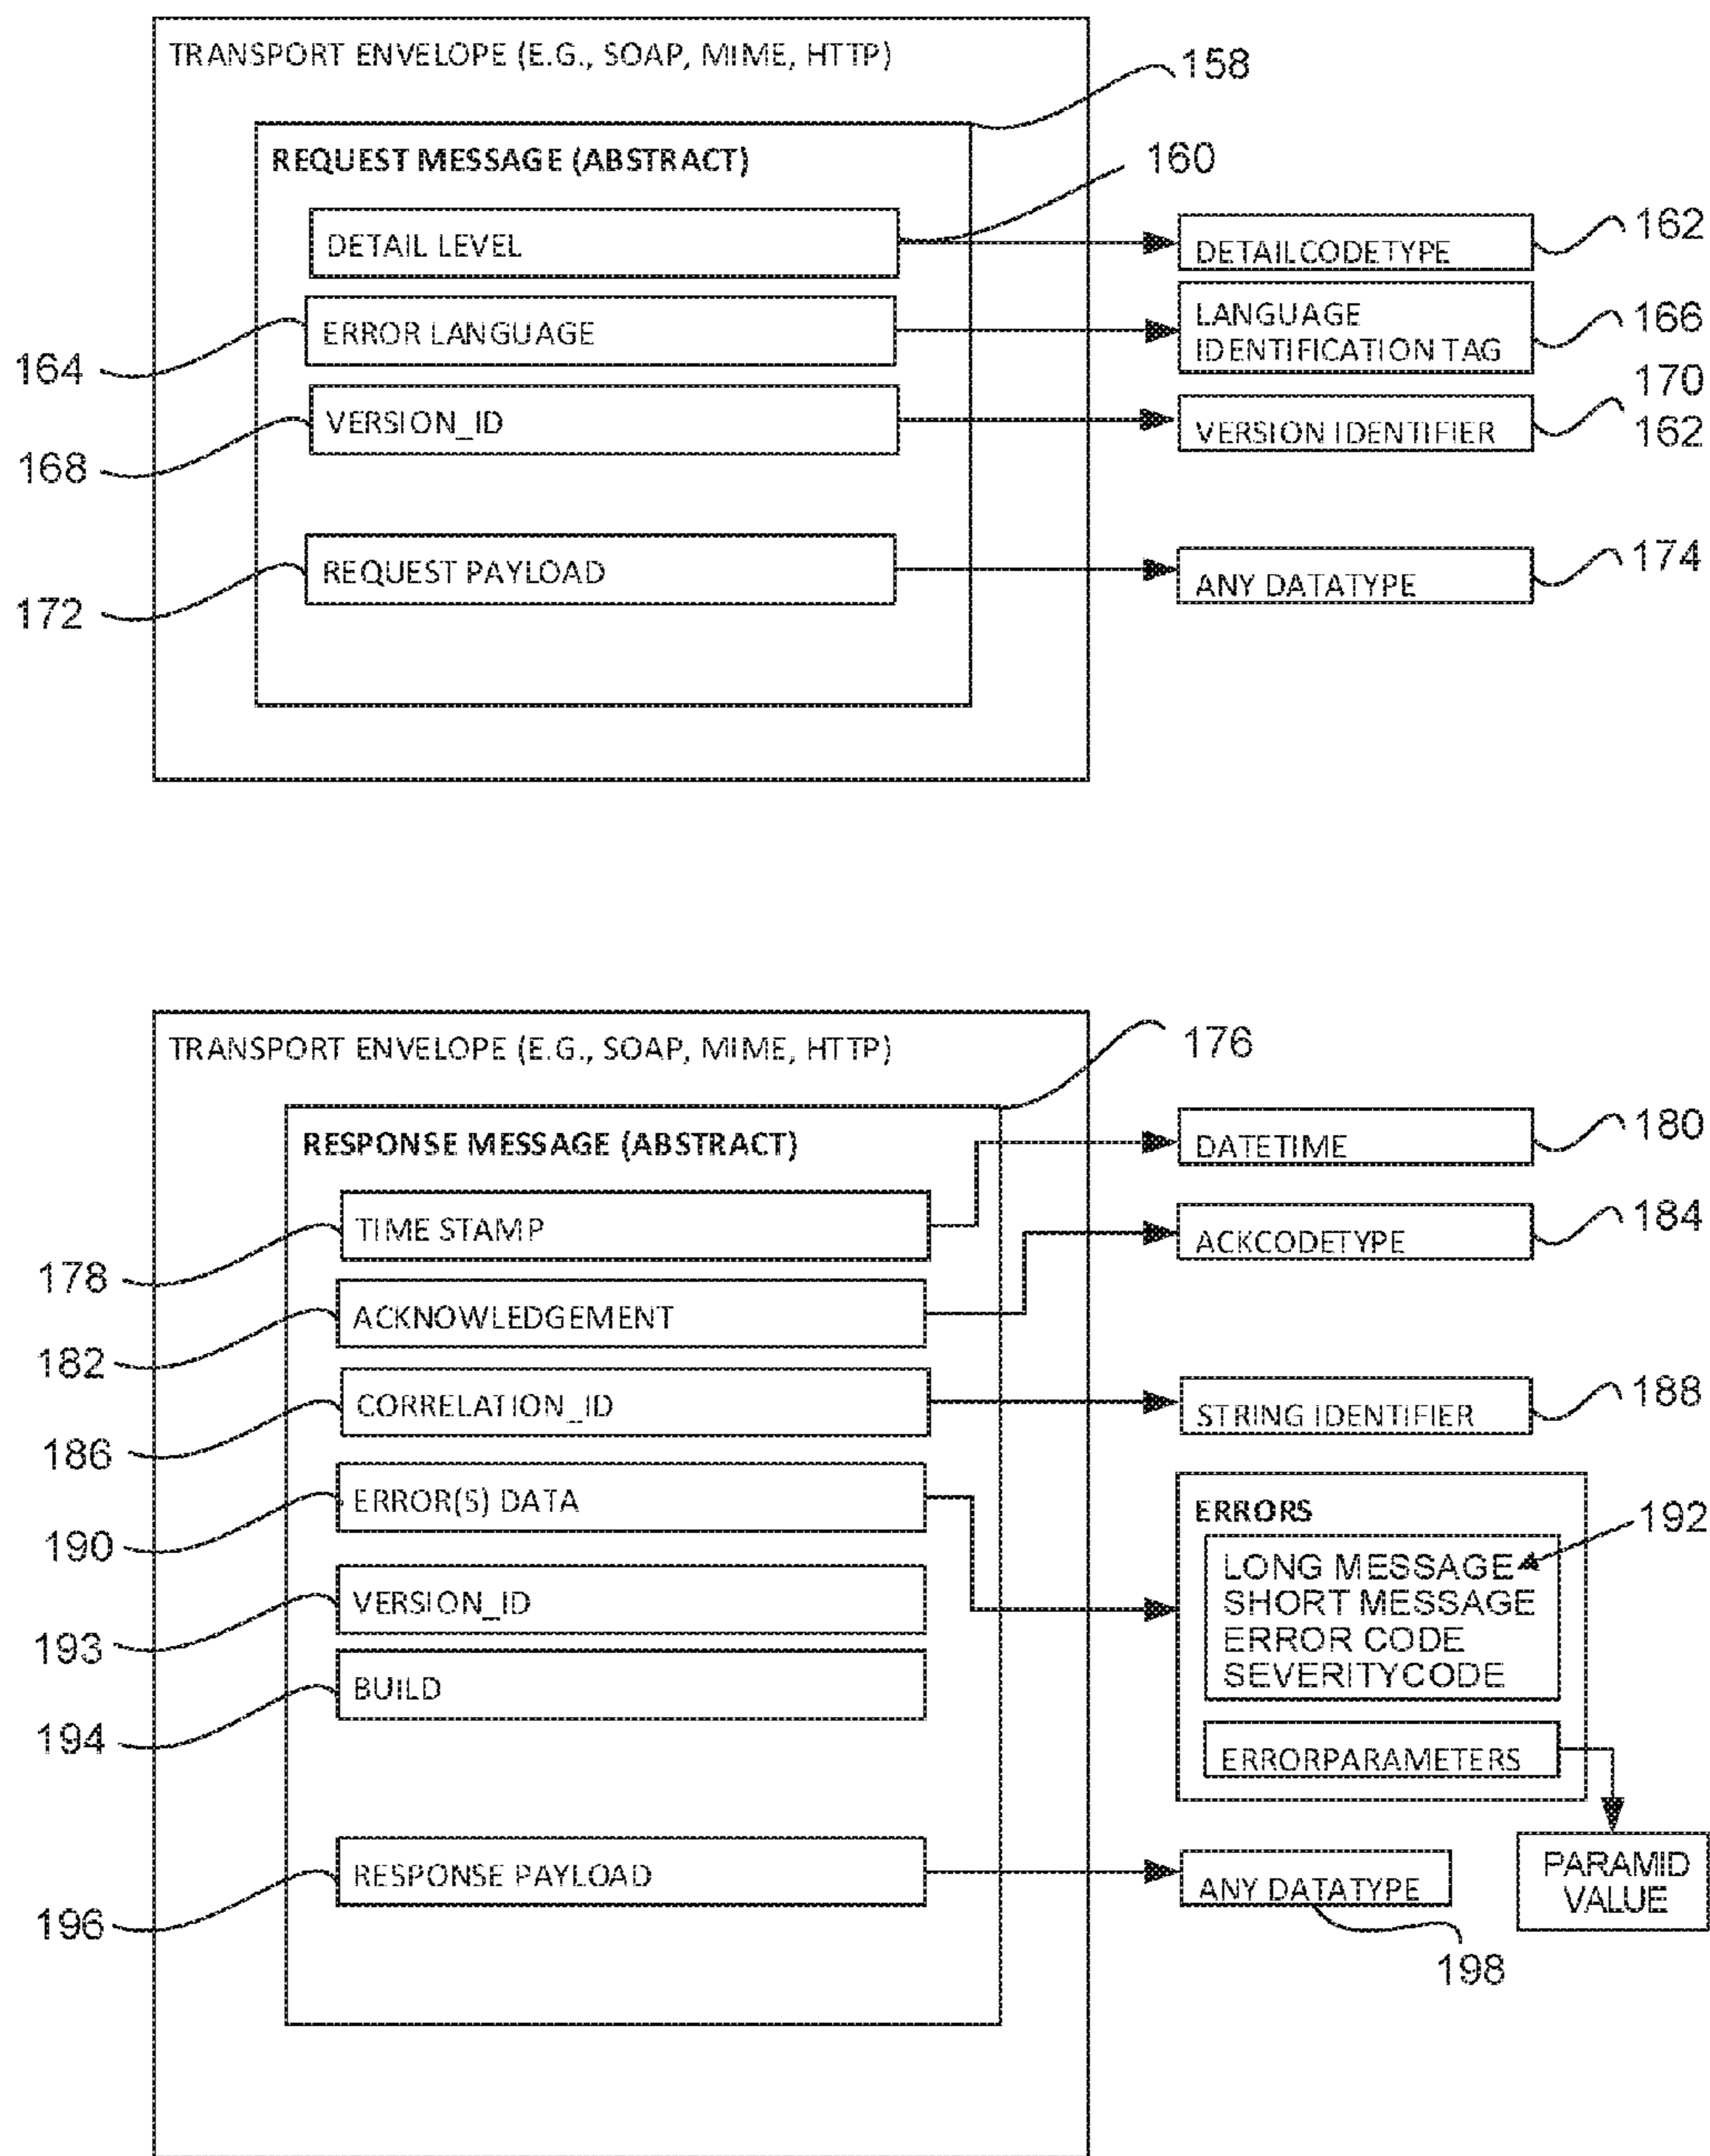 TRANSPORT ENVELOPE (E.G., SOAP, MIME, HTTP)
158
REQUEST MESSAGE (ABSTRACT)
160
DETAIL LEVEL
DETAILCODETYPE
162
ERROR LANGUAGE
LANGUAGE
IDENTIFICATION TAG
166
164
VERSION_ID
VERSION IDENTIFIER
170
162
168
REQUEST PAYLOAD
ANY DATATYPE
174
172
TRANSPORT ENVELOPE (E.G., SOAP, MIME, HTTP)
176
RESPONSE MESSAGE (ABSTRACT)
DATETIME
180
TIME STAMP
ACKCODETYPE
184
178
ACKNOWLEDGEMENT
182
CORRELATION_ID
STRING IDENTIFIER
188
186
ERROR(S) DATA
ERRORS
192
190
LONG MESSAGE
SHORT MESSAGE
ERROR CODE
SEVERITYCODE
VERSION_ID
193
BUILD
194
ERRORPARAMETERS
RESPONSE PAYLOAD
ANY DATATYPE
PARAMID
VALUE
196
198